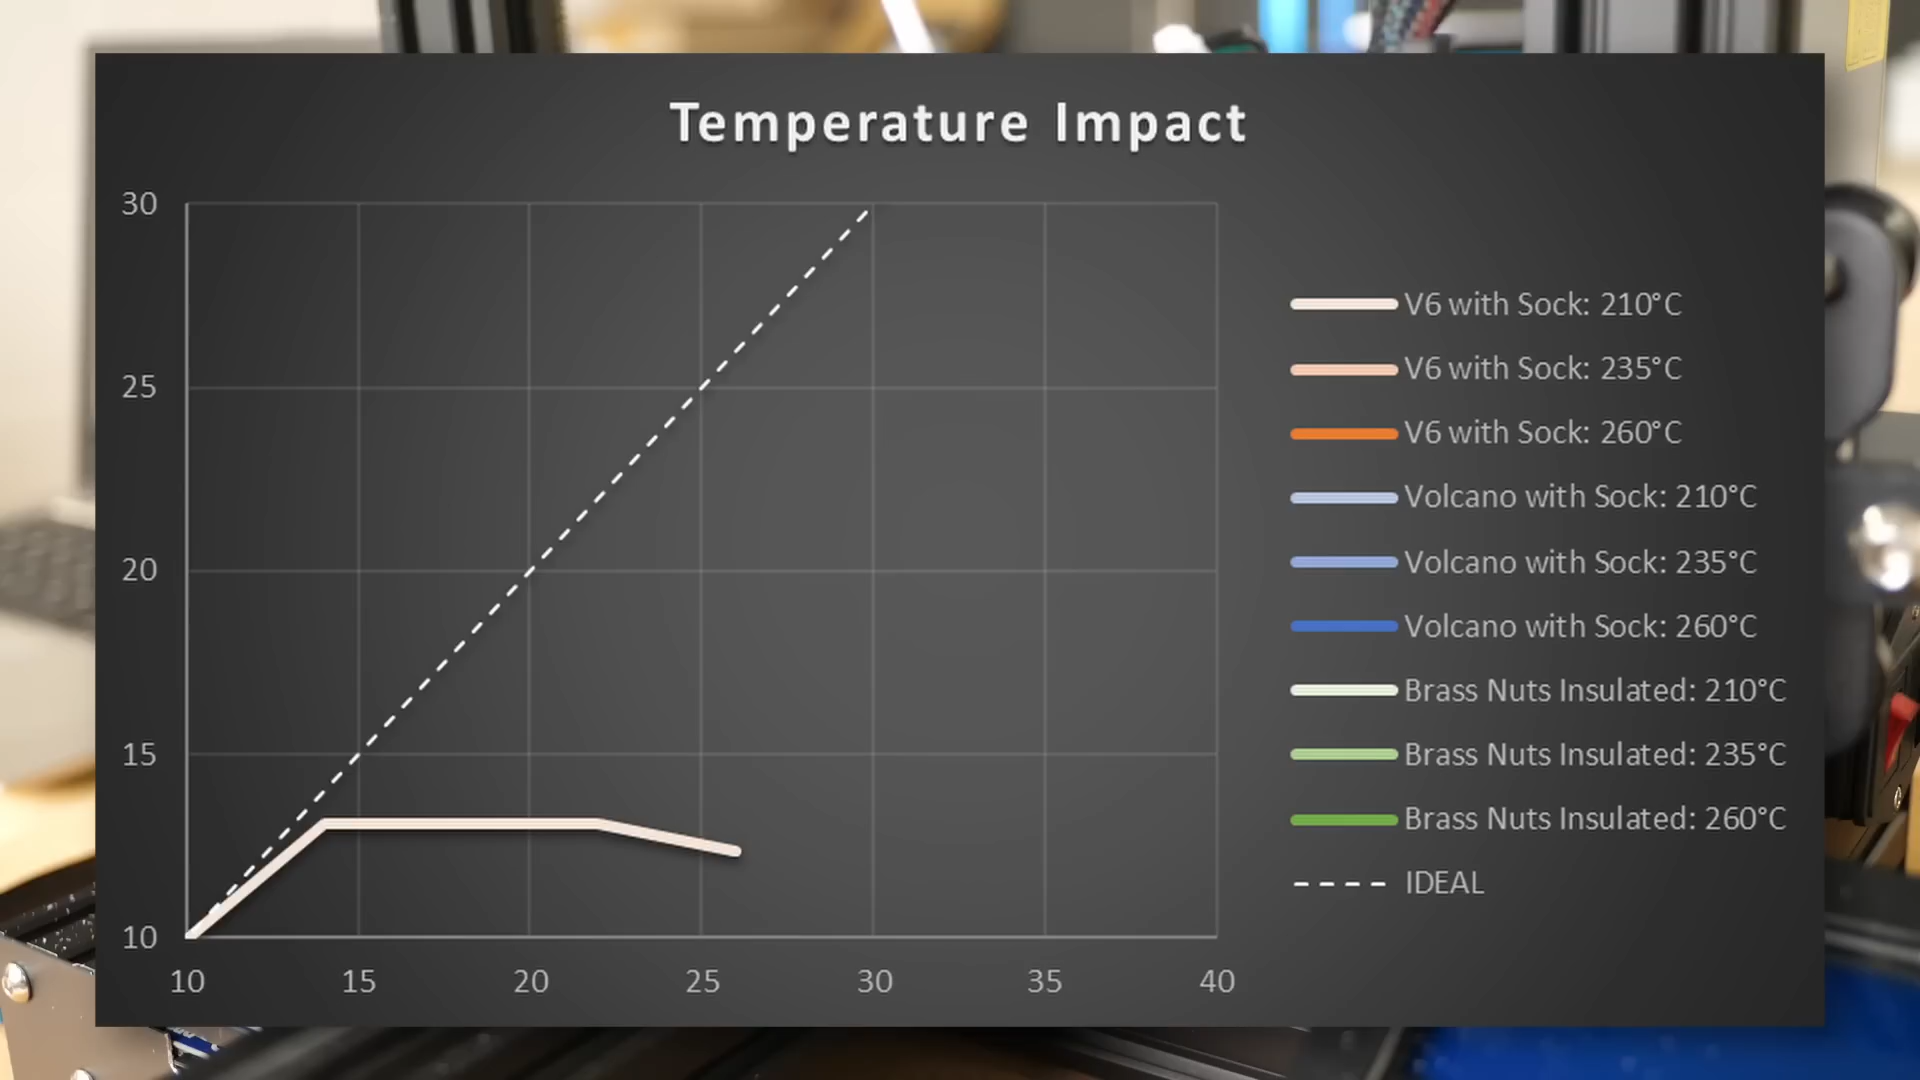 Temperature Impact
30
25
20
15
10
10 15 20 25 30 35 40
V6 with Sock: 210°C
V6 with Sock: 235°C
V6 with Sock: 260°C
Volcano with Sock: 210°C
Volcano with Sock: 235°C
Volcano with Sock: 260°C
Brass Nuts Insulated: 210°C
Brass Nuts Insulated: 235°C
Brass Nuts Insulated: 260°C
IDEAL